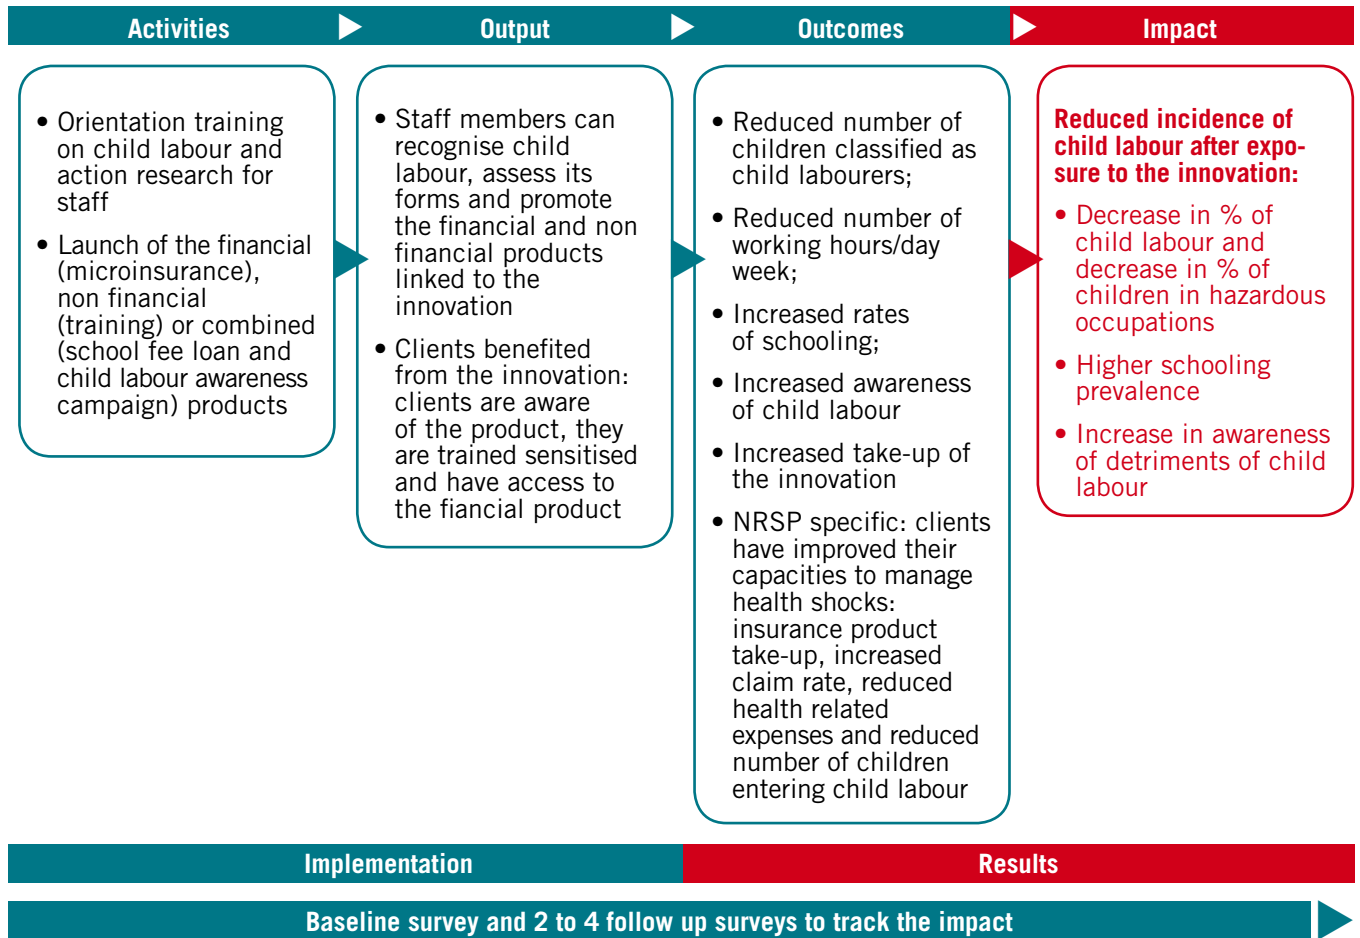 Activities
Output
Outcomes
Impact
• Orientation training
on child labour and
action research for
staff
• Launch of the financial
(microinsurance),
non financial
(training) or combined
(school fee loan and
child labour awareness
campaign) products
• Staff members can
recognise child
labour, assess its
forms and promote
the financial and non
financial products
linked to the
innovation
• Clients benefited
from the innovation:
clients are aware
of the product, they
are trained sensitised
and have access to
the fiancial product
• Reduced number of
children classified as
child labourers;
• Reduced number of
working hours/day
week;
• Increased rates
of schooling;
• Increased awareness
of child labour
• Increased take-up of
the innovation
• NRSP specific: clients
have improved their
capacities to manage
health shocks:
insurance product
take-up, increased
claim rate, reduced
health related
expenses and reduced
number of children
entering child labour
Reduced incidence of
child labour after expo-
sure to the innovation:
• Decrease in % of
child labour and
decrease in % of
children in hazardous
occupations
• Higher schooling
prevalence
• Increase in awareness
of detriments of child
labour
Implementation
Results
Baseline survey and 2 to 4 follow up surveys to track the impact